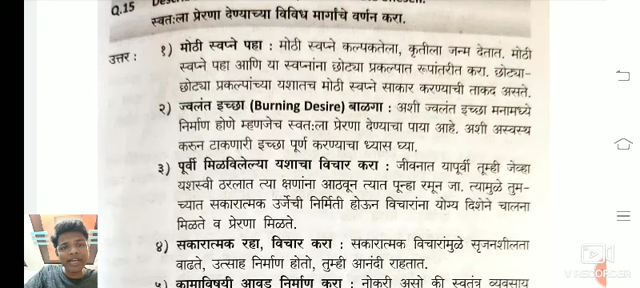 Q.15
स्वत:ला प्रेरणा देण्याच्या विविध मार्गांचे वर्णन करा.
उत्तर : १) मोठी स्वप्ने पहा : मोठी स्वप्ने कल्पकतेला, कृतीला जन्म देतात. मोठी
स्वप्ने पहा आणि या स्वप्नांना छोट्या प्रकल्पात रूपांतरीत करा. छोट्या-
छोट्या प्रकल्पांच्या यशातच मोठी स्वप्ने साकार करण्याची ताकद असते.
२) ज्वलंत इच्छा (Burning Desire) बाळगा : अशी ज्वलंत इच्छा मनामध्ये
निर्माण होणे म्हणजेच स्वत:ला प्रेरणा देण्याचा पाया आहे. अशी अस्वस्थ
करुन टाकणारी इच्छा पूर्ण करण्याचा ध्यास घ्या.
३) पूर्वी मिळविलेल्या यशाचा विचार करा : जीवनात यापूर्वी तुम्ही जेव्हा
यशस्वी ठरलात त्या क्षणांना आठवून त्यात पून्हा रमून जा. त्यामुळे तुम-
च्यात सकारात्मक उर्जेची निर्मिती होऊन विचारांना योग्य दिशेने चालना
मिळते व प्रेरणा मिळते.
४) सकारात्मक रहा, विचार करा : सकारात्मक विचारांमुळे सृजनशीलता
वाढते, उत्साह निर्माण होतो, तुम्ही आनंदी राहतात.
५) कामाविषयी आवड निर्माण करा : नोकरी असो की स्वतंत्र व्यवसाय
V RECORDER